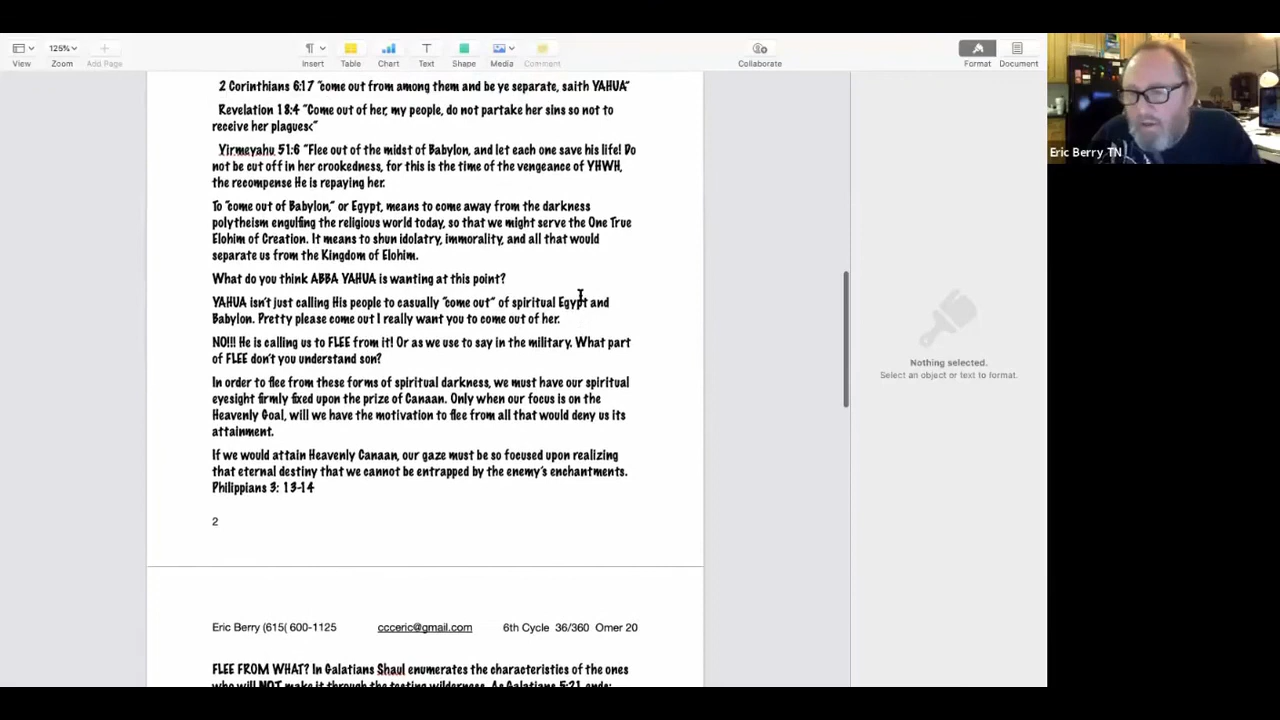 125%
View
Zoom
Add Page
Insert
Table
Chart
Text
Shape
Media
Comment
Collaborate
Format
Document
2 Corinthians 6:17 “come out from among them and be ye separate, saith YAHUA”
Revelation 18:4 “Come out of her, my people, do not partake her sins so not to
receive her plagues<”
Yirmeyahu 51:6 “Flee out of the midst of Babylon, and let each one save his life! Do
not be cut off in her crookedness, for this is the time of the vengeance of YHWH,
the recompense He is repaying her.
To “come out of Babylon,” or Egypt, means to come away from the darkness
polytheism engulfing the religious world today, so that we might serve the One True
Elohim of Creation. It means to shun idolatry, immorality, and all that would
separate us from the Kingdom of Elohim.
What do you think ABBA YAHUA is wanting at this point?
YAHUA isn’t just calling His people to casually “come out” of spiritual Egypt and
Babylon. Pretty please come out I really want you to come out of her.
NO!!! He is calling us to FLEE from it! Or as we use to say in the military. What part
of FLEE don’t you understand son?
In order to flee from these forms of spiritual darkness, we must have our spiritual
eyesight firmly fixed upon the prize of Canaan. Only when our focus is on the
Heavenly Goal, will we have the motivation to flee from all that would deny us its
attainment.
If we would attain Heavenly Canaan, our gaze must be so focused upon realizing
that eternal destiny that we cannot be entrapped by the enemy’s enchantments.
Philippians 3: 13-14
2
Eric Berry (615( 600-1125 ccceric@gmail.com 6th Cycle 36/360 Omer 20
FLEE FROM WHAT? In Galatians Shaul enumerates the characteristics of the ones
who will NOT make it through the testing wilderness. As Galatians 5:21 ends:
Nothing selected.
Select an object or text to format.
Eric Berry TN